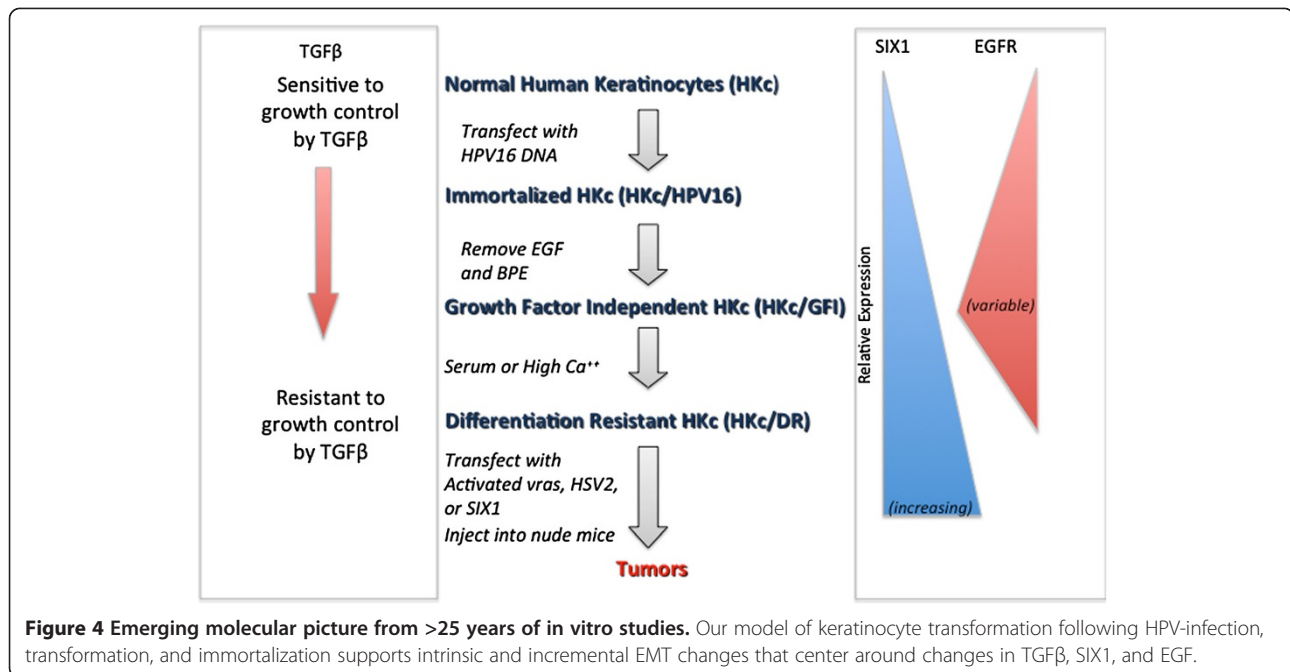 TGFβ
Sensitive to
growth control
by TGFβ
Resistant to
growth control
by TGFβ
Normal Human Keratinocytes (HKc)
Transfect with
HPV16 DNA
Immortalized HKc (HKc/HPV16)
Remove EGF
and BPE
Growth Factor Independent HKc (HKc/GFI)
Serum or High Ca⁺⁺
Differentiation Resistant HKc (HKc/DR)
Transfect with
Activated vras, HSV2,
or SIX1
Inject into nude mice
Tumors
SIX1
EGFR
Relative Expression
(variable)
(increasing)
Figure 4 Emerging molecular picture from >25 years of in vitro studies. Our model of keratinocyte transformation following HPV-infection,
transformation, and immortalization supports intrinsic and incremental EMT changes that center around changes in TGFβ, SIX1, and EGF.